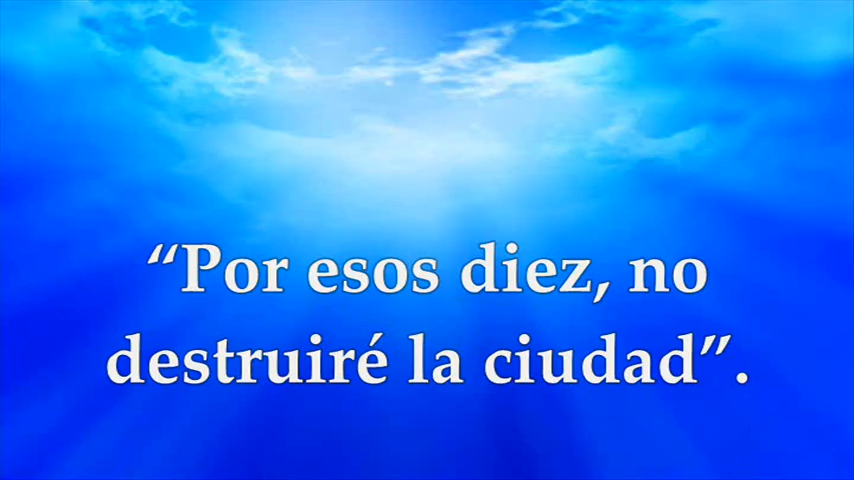 “Por esos diez, no
destruiré la ciudad”.